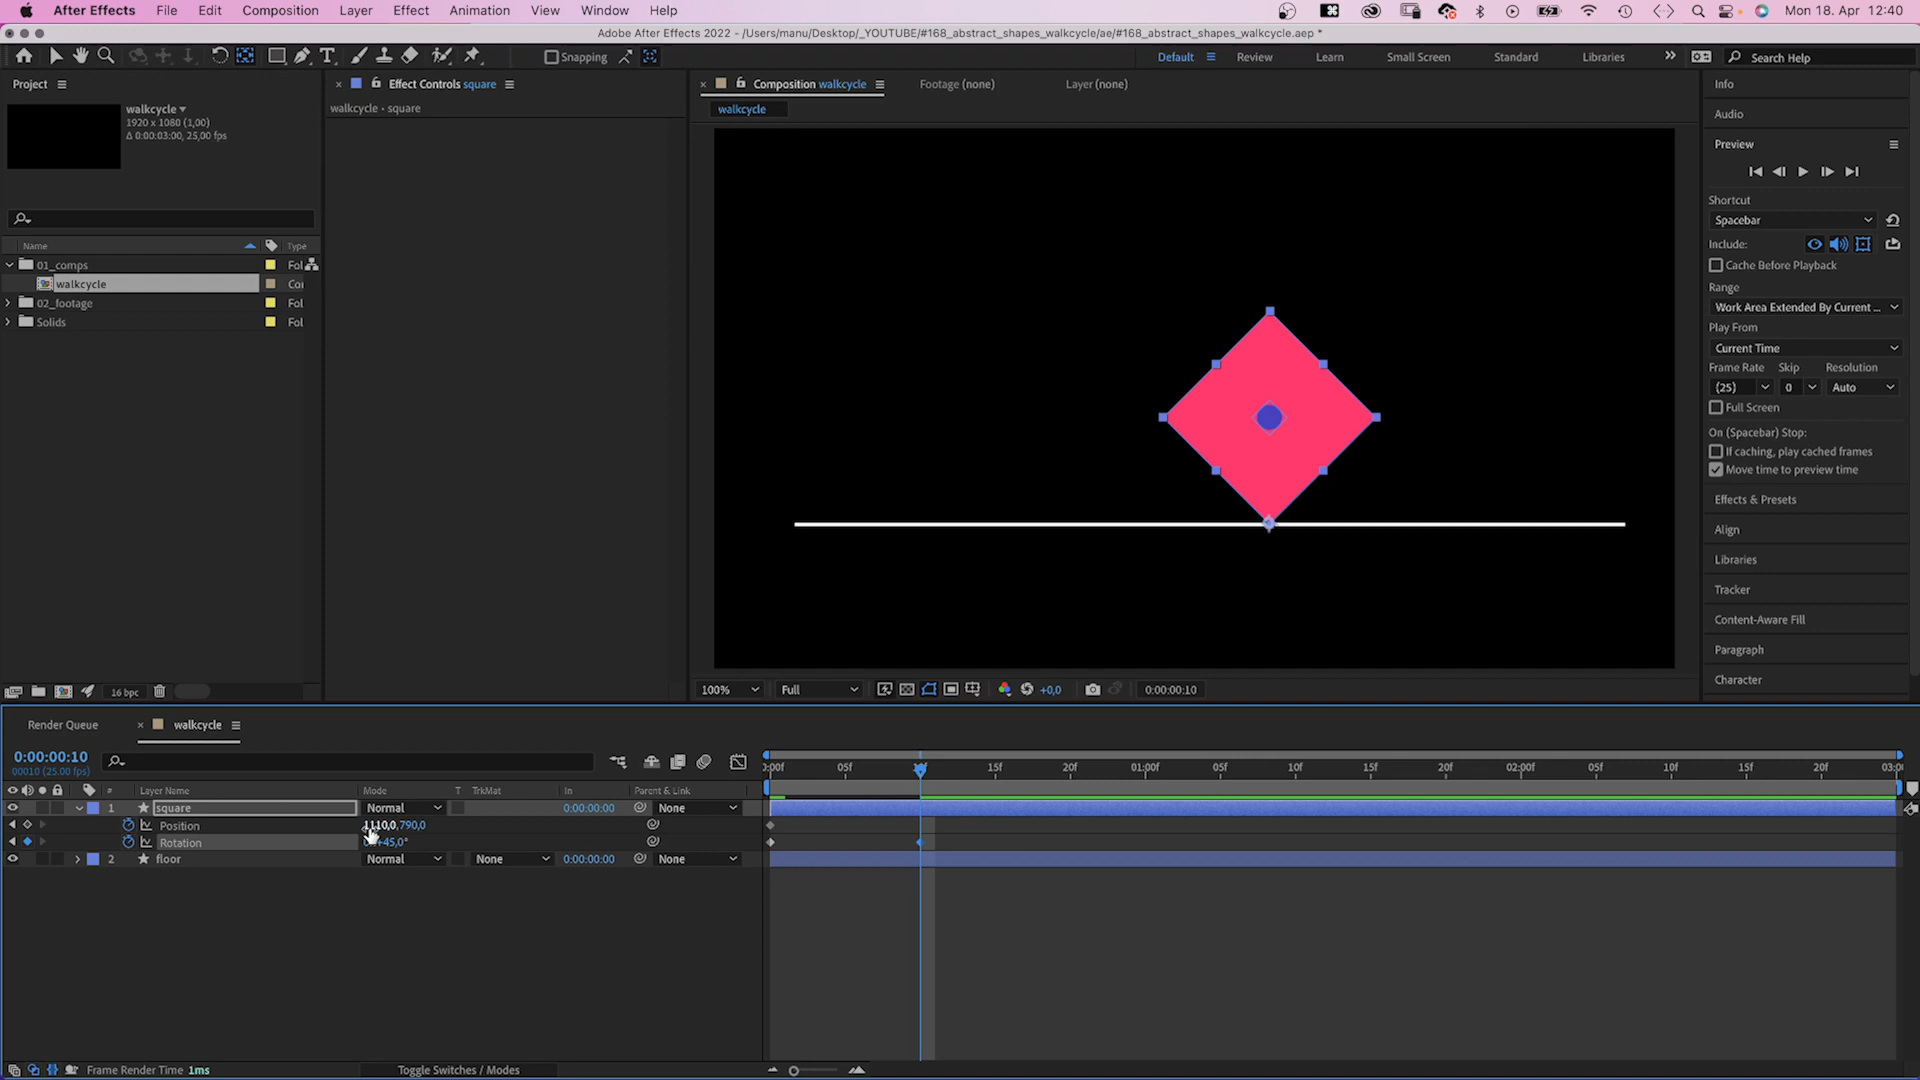 After Effects File Edit Composition Layer Effect Animation View Window Help Mon 18. Apr 12:40
Adobe After Effects 2022 - /Users/manu/Desktop/_YOUTUBE/#168_abstract_shapes_walkcycle/ae/#168_abstract_shapes_walkcycle.aep *
Snapping Default Review Learn Small Screen Standard Libraries Search Help
Project
Effect Controls square
Composition walkcycle
Footage (none)
Layer (none)
walkcycle • square
walkcycle
walkcycle
1920 x 1080 (1,00)
Δ 0:00:03:00, 25,00 fps
Name Type
01_comps Fol
walkcycle Co
02_footage Fol
Solids Fol
16 bpc
100% Full +0,0 0:00:00:10
Info
Audio
Preview
Shortcut
Spacebar
Include:
Cache Before Playback
Range
Work Area Extended By Current ...
Play From
Current Time
Frame Rate Skip Resolution
(25) 0 Auto
Full Screen
On (Spacebar) Stop:
If caching, play cached frames
Move time to preview time
Effects & Presets
Align
Libraries
Tracker
Content-Aware Fill
Paragraph
Character
Render Queue walkcycle
0:00:00:10
00010 (25.00 fps)
05f 15f 20f 01:00f 05f 10f 15f 20f 02:00f 05f 10f 15f 20f
# Layer Name Mode T TrkMat In Parent & Link
1 square Normal 0:00:00:00 None
Position 1110,0,790,0
Rotation +45,0°
2 floor Normal None 0:00:00:00 None
Frame Render Time 1ms Toggle Switches / Modes